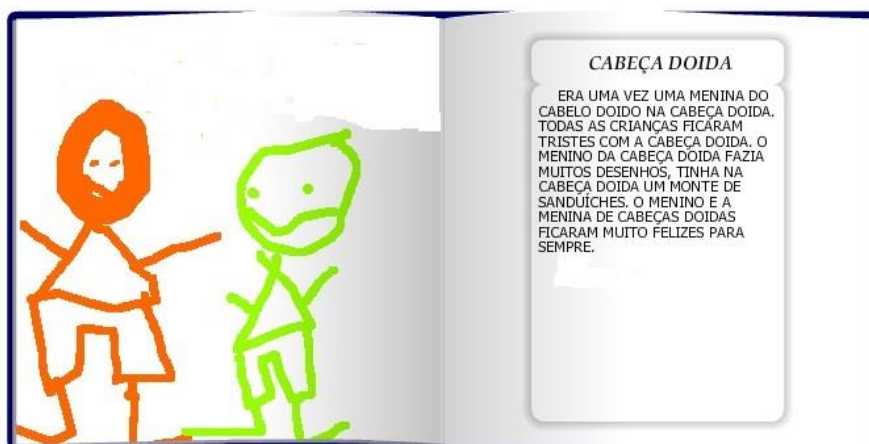 CABEÇA DOIDA
ERA UMA VEZ UMA MENINA DO
CABELO DOIDO NA CABEÇA DOIDA.
TODAS AS CRIANÇAS FICARAM
TRISTES COM A CABEÇA DOIDA. O
MENINO DA CABEÇA DOIDA FAZIA
MUITOS DESENHOS, TINHA NA
CABEÇA DOIDA UM MONTE DE
SANDUÍCHES. O MENINO E A
MENINA DE CABEÇAS DOIDAS
FICARAM MUITO FELIZES PARA
SEMPRE.